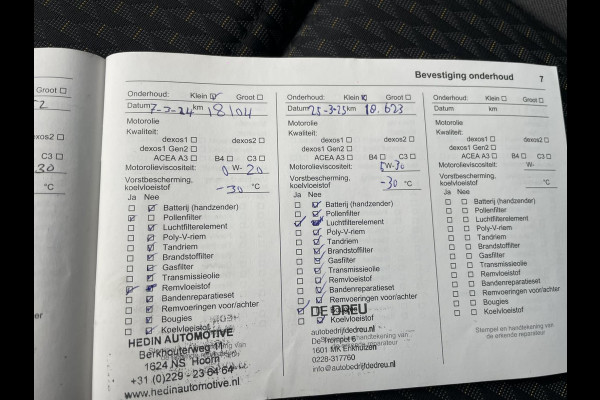 Bevestiging onderhoud 7
Groot
dexos2
C3
30
Onderhoud: Klein Groot
Datum 7-3-24 km 18104
Motorolie
Kwaliteit:
dexos1 dexos2
dexos1 Gen2
ACEA A3 B4 C3
Motorolieviscositeit: 0 W- 20
Vorstbescherming,
koelvloeistof -30 °C
Ja Nee
Batterij (handzender)
Pollenfilter
Luchtfilterelement
Poly-V-riem
Tandriem
Brandstoffilter
Gasfilter
Transmissieolie
Remvloeistof
Bandenreparatieset
Remvoeringen voor/achter
Bougies
Koelvloeistof
HEDIN AUTOMOTIVE
Berkhouterweg 11
1624 NS Hoorn
+31 (0)229 - 23 64 64
www.hedinautomotive.nl
Onderhoud: Klein Groot
Datum 25-3-25 km 18.623
Motorolie
Kwaliteit:
dexos1 dexos2
dexos1 Gen2
ACEA A3 B4 C3
Motorolieviscositeit: 5 W- 30
Vorstbescherming,
koelvloeistof -30 °C
Ja Nee
Batterij (handzender)
Pollenfilter
Luchtfilterelement
Poly-V-riem
Tandriem
Brandstoffilter
Gasfilter
Transmissieolie
Remvloeistof
Bandenreparatieset
Remvoeringen voor/achter
DE DREU
Koelvloeistof
autobedrijfdedreu.nl
De Trompet 6
1601 MK Enkhuizen
0228-317760
info@autobedrijfdedreu.nl
Onderhoud: Klein Groot
Datum km
Motorolie
Kwaliteit:
dexos1 dexos2
dexos1 Gen2
ACEA A3 B4 C3
Motorolieviscositeit: W-
Vorstbescherming,
koelvloeistof °C
Ja Nee
Batterij (handzender)
Pollenfilter
Luchtfilterelement
Poly-V-riem
Tandriem
Brandstoffilter
Gasfilter
Transmissieolie
Remvloeistof
Bandenreparatieset
Remvoeringen voor/achter
Bougies
Koelvloeistof
Stempel en handtekening van
de erkende reparateur